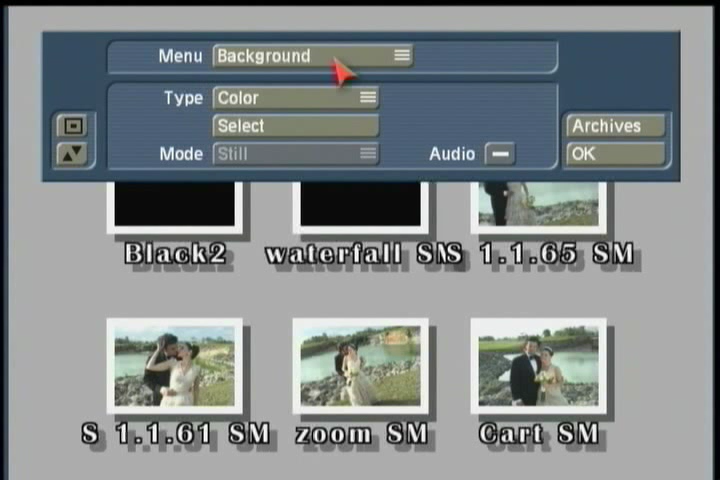 Menu Background
Type Color
Select
Archives
Mode Still Audio OK
Black2 waterfall SM S 1.1.65 SM
S 1.1.61 SM zoom SM Cart SM